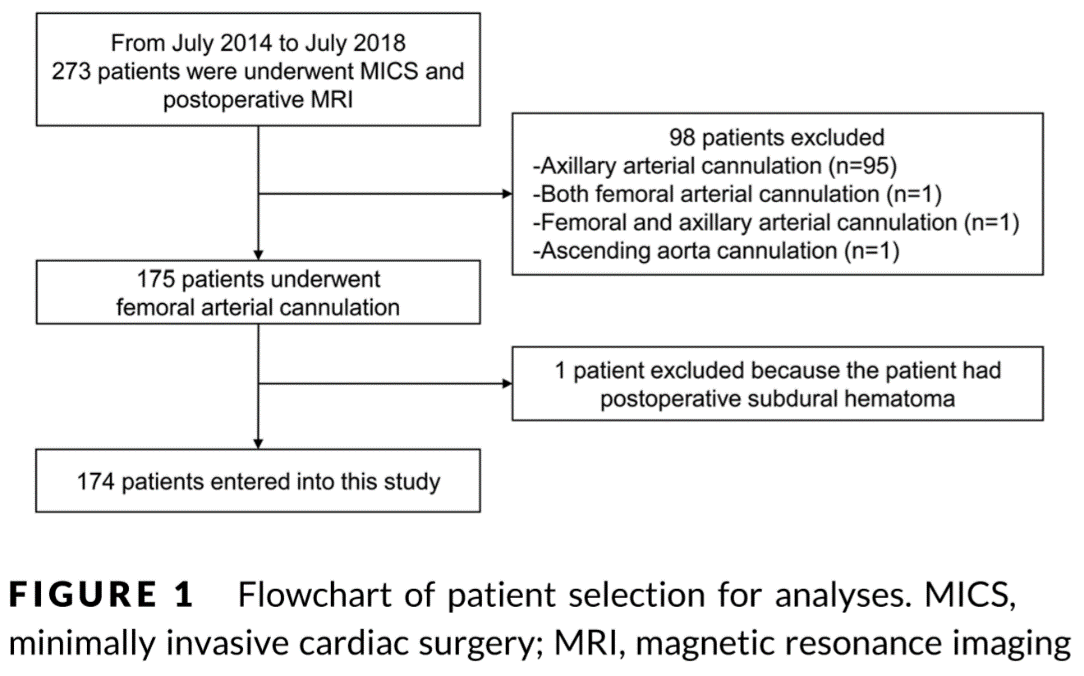 From July 2014 to July 2018
273 patients were underwent MICS and
postoperative MRI
98 patients excluded
-Axillary arterial cannulation (n=95)
-Both femoral arterial cannulation (n=1)
-Femoral and axillary arterial cannulation (n=1)
-Ascending aorta cannulation (n=1)
175 patients underwent
femoral arterial cannulation
1 patient excluded because the patient had
postoperative subdural hematoma
174 patients entered into this study
FIGURE 1 Flowchart of patient selection for analyses. MICS,
minimally invasive cardiac surgery; MRI, magnetic resonance imaging